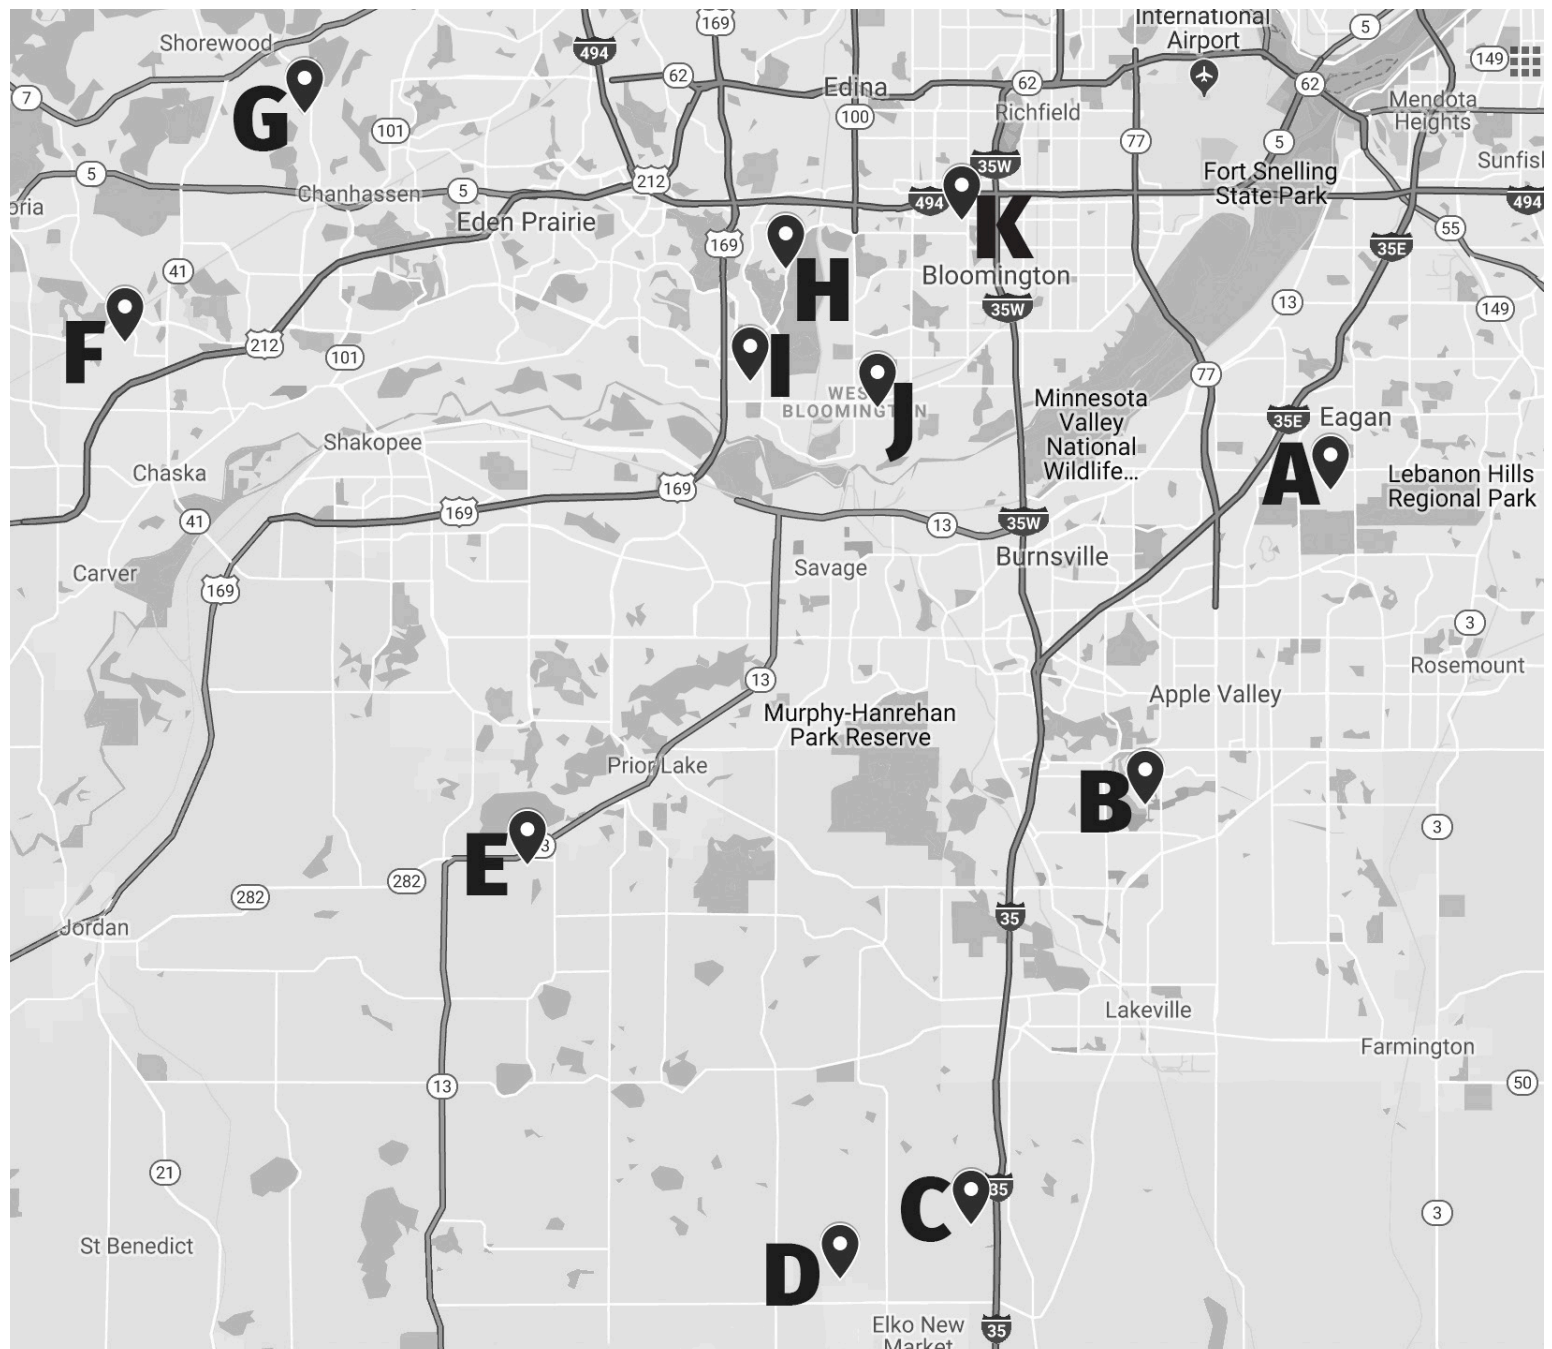 169
International
Airport
5
Shorewood
494
149
62
62
62
7
Edina
G
100
Richfield
Mendota
Heights
101
77
5
35W
Sunfish
5
Chanhassen
5
212
Fort Snelling
State Park
494
494
oria
Eden Prairie
169
K
55
35E
41
Bloomington
H
35W
13
149
F
212
101
I
77
WEST
BLOOMINGTON
J
Minnesota
Valley
National
Wildlife...
35E
Eagan
Shakopee
Chaska
A
Lebanon Hills
Regional Park
169
169
41
13
35W
Burnsville
Savage
Carver
169
3
Rosemount
13
Apple Valley
Murphy-Hanrehan
Park Reserve
Prior Lake
B
3
E
3
282
282
35
Jordan
Lakeville
Farmington
13
50
21
C
35
3
St Benedict
D
Elko New
Market
35